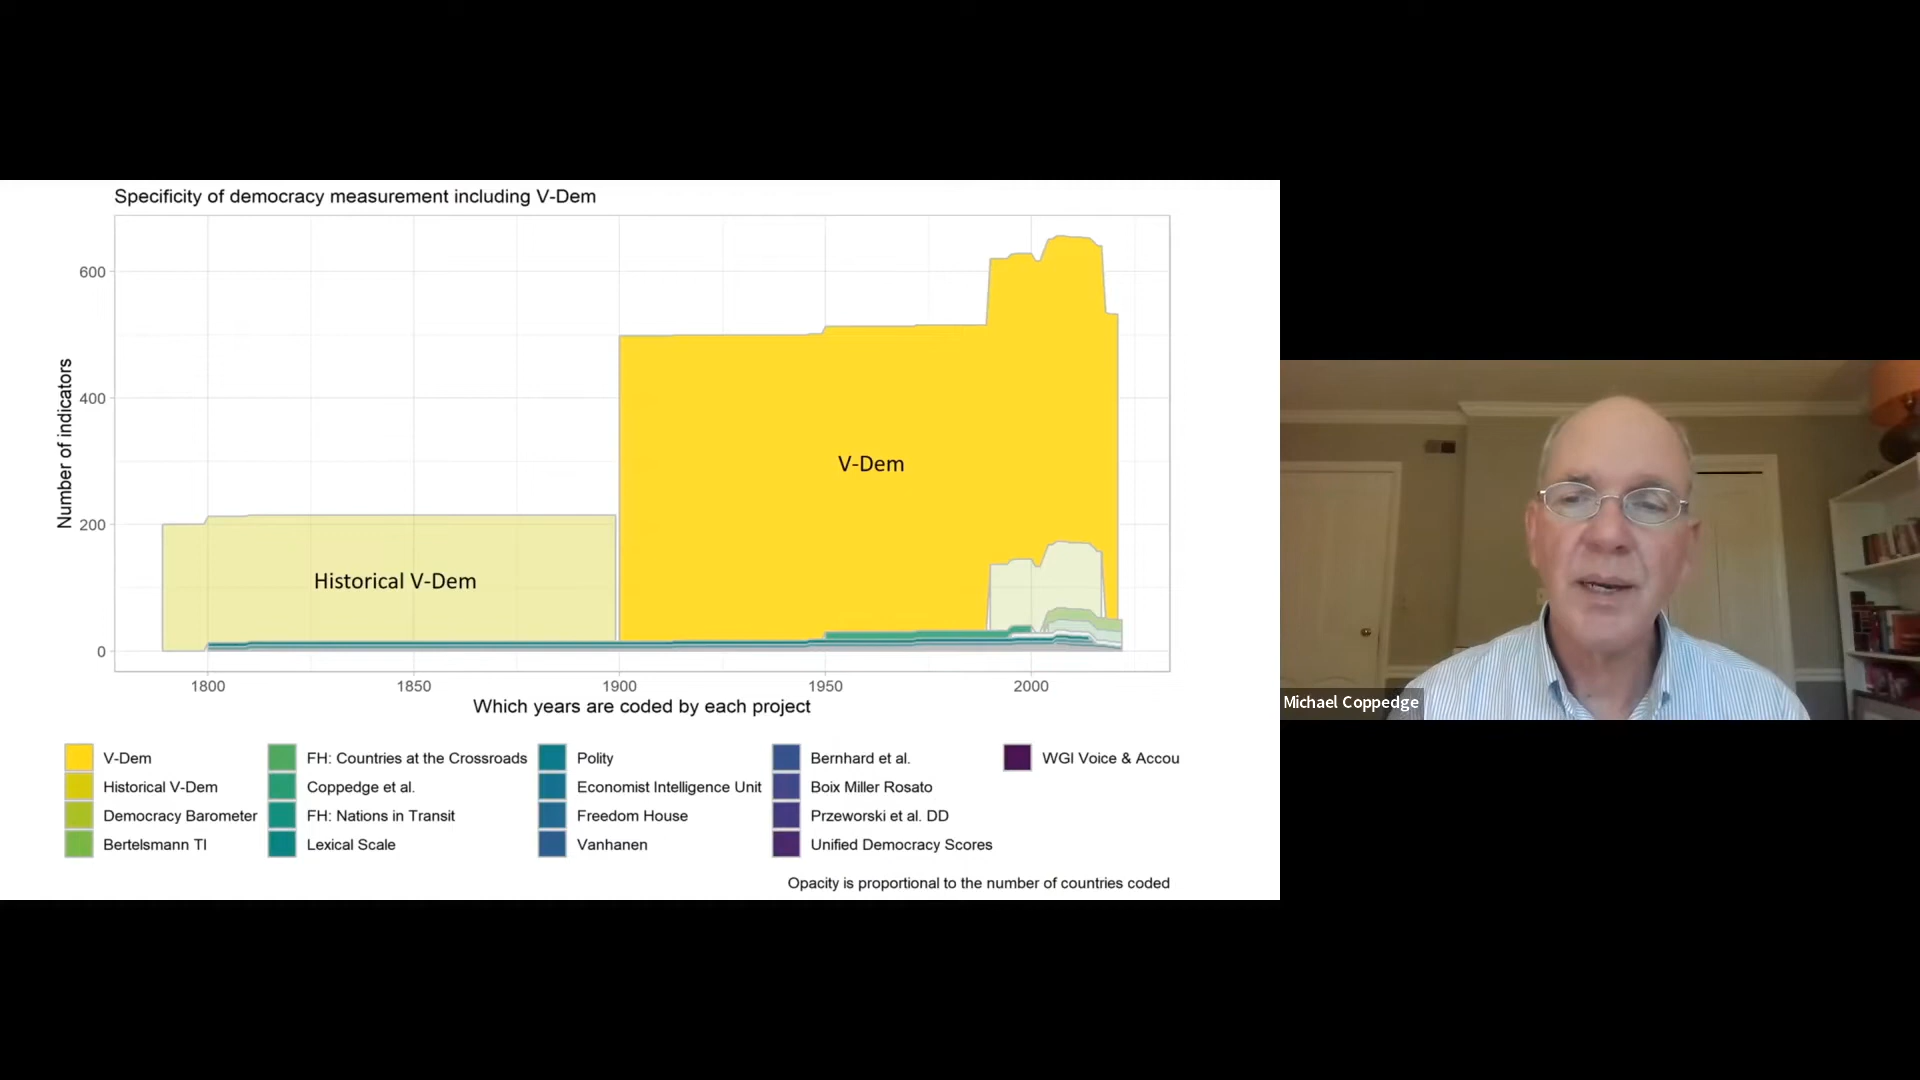 Specificity of democracy measurement including V-Dem
Number of indicators
600
400
200
0
V-Dem
Historical V-Dem
1800
1850
1900
1950
2000
Which years are coded by each project
V-Dem
Historical V-Dem
Democracy Barometer
Bertelsmann TI
FH: Countries at the Crossroads
Coppedge et al.
FH: Nations in Transit
Lexical Scale
Polity
Economist Intelligence Unit
Freedom House
Vanhanen
Bernhard et al.
Boix Miller Rosato
Przeworski et al. DD
Unified Democracy Scores
WGI Voice & Accou
Opacity is proportional to the number of countries coded
Michael Coppedge